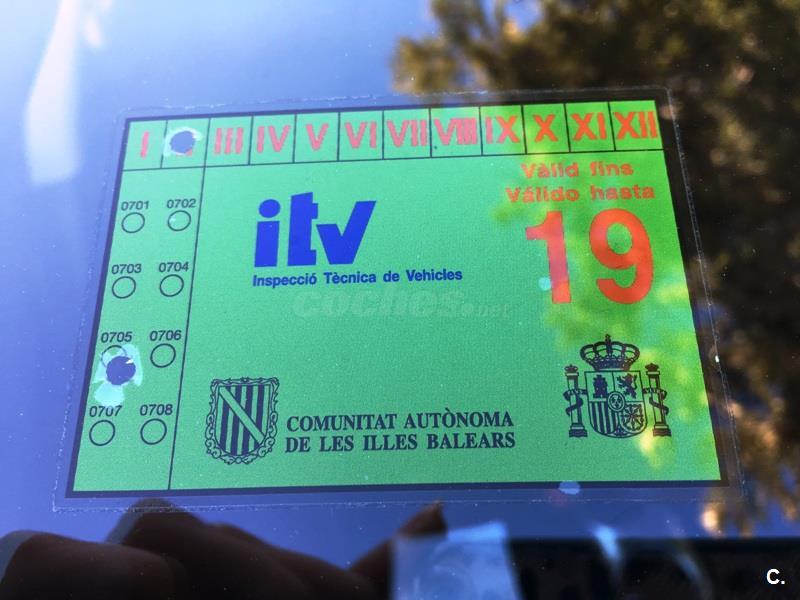 I III IV V VI VII VIII IX X XI XII
Vàlid fins
Válido hasta
19
0701 0702
0703 0704
0705 0706
0707 0708
itv
Inspecció Tècnica de Vehicles
coches.net
COMUNITAT AUTÒNOMA
DE LES ILLES BALEARS
C.